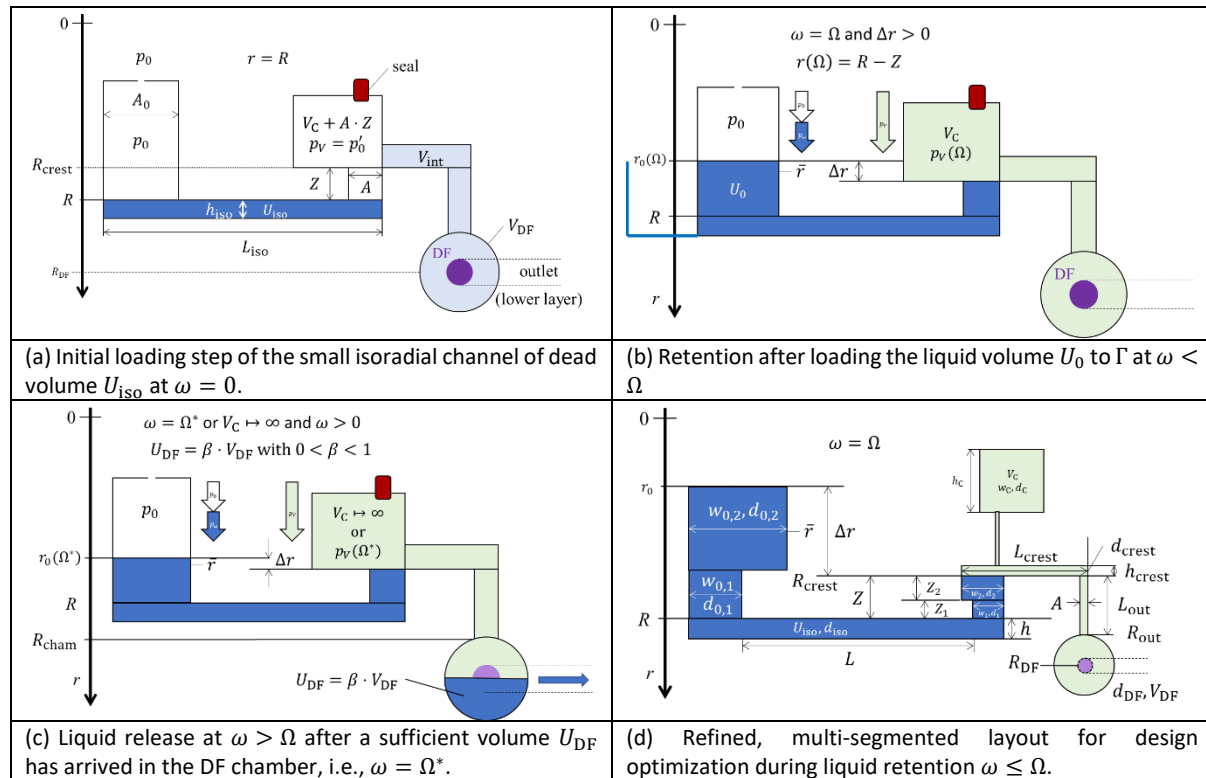 0
p₀
r = R
seal
A₀
p₀
V_C + A · Z
p_V = p′₀
V_int
R_crest
Z
A
R
h_iso
U_iso
L_iso
V_DF
DF
R_DF
outlet
(lower layer)
r
(a) Initial loading step of the small isoradial channel of dead
volume U_iso at ω = 0.
0
ω = Ω and Δr > 0
r(Ω) = R − Z
p₀
p₀
p_V
V_C
p_V(Ω)
r₀(Ω)
r̄
Δr
U₀
R
DF
r
(b) Retention after loading the liquid volume U₀ to Γ at ω <
Ω
0
ω = Ω* or V_C ↦ ∞ and ω > 0
U_DF = β · V_DF with 0 < β < 1
p₀
p₀
p_V
V_C ↦ ∞
or
p_V(Ω*)
r₀(Ω*)
r̄
Δr
R
R_cham
r
U_DF = β · V_DF
(c) Liquid release at ω > Ω after a sufficient volume U_DF
has arrived in the DF chamber, i.e., ω = Ω*.
0
ω = Ω
h_C
V_C
w_C, d_C
r₀
w₀,₂, d₀,₂
r̄
Δr
L_crest
d_crest
h_crest
w₀,₁
d₀,₁
R_crest
Z
Z₂
w₂, d₂
Z₁
w₁, d₁
A
L_out
R
U_iso, d_iso
h
R_out
L
R_DF
r
d_DF, V_DF
(d) Refined, multi-segmented layout for design
optimization during liquid retention ω ≤ Ω.